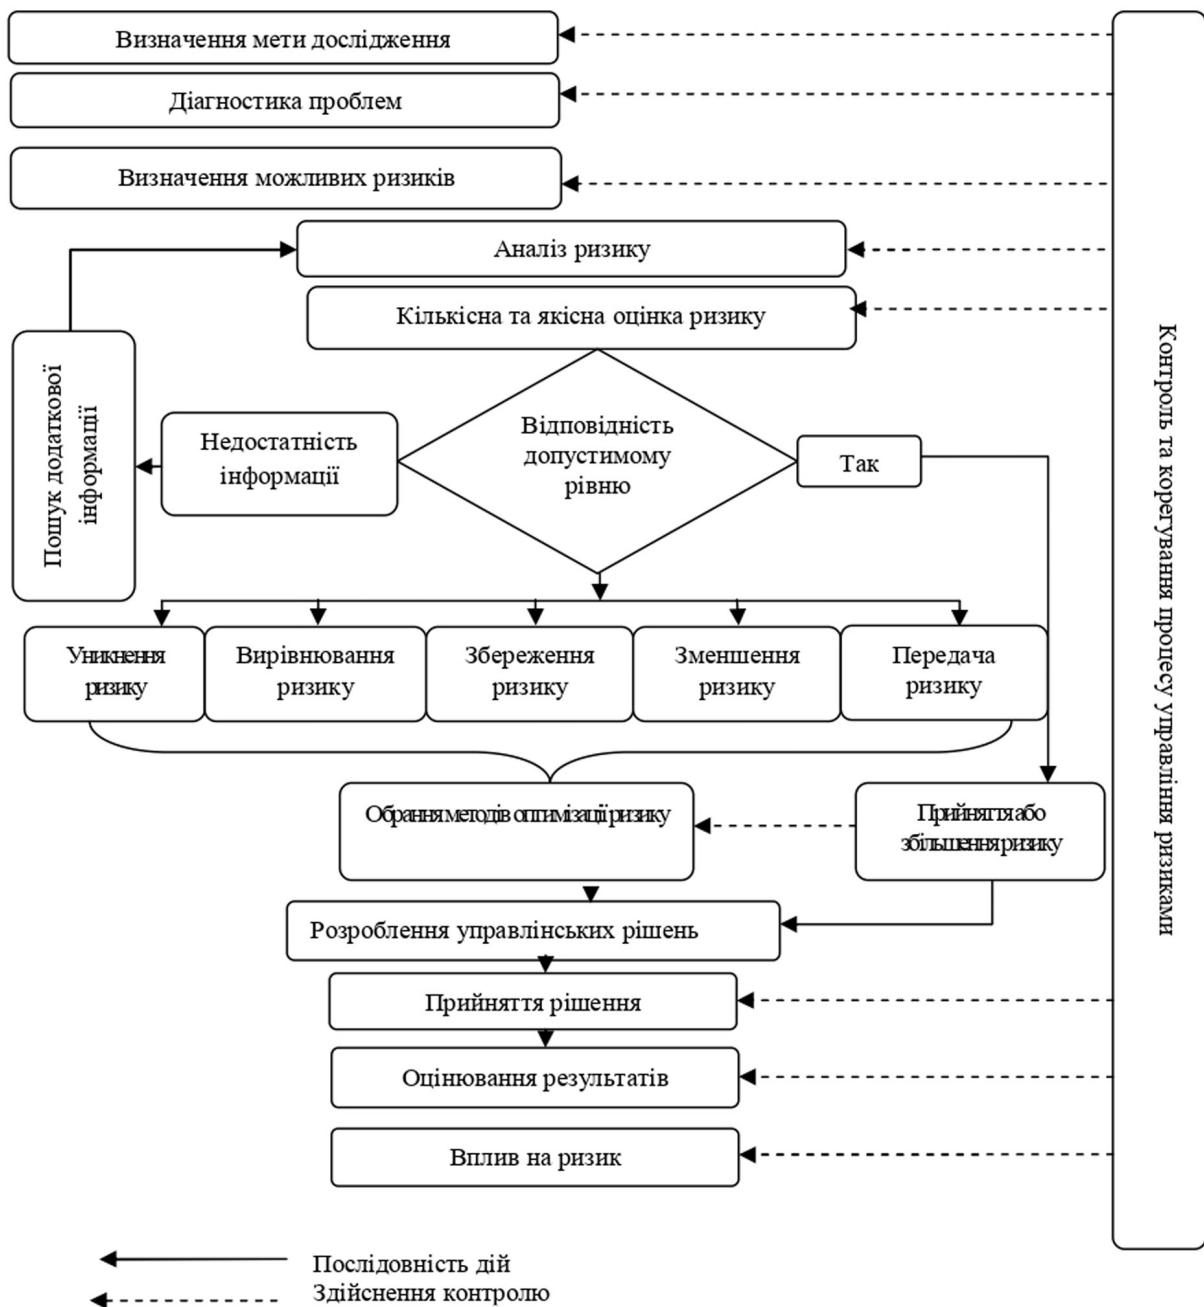 Визначення мети дослідження
Діагностика проблем
Визначення можливих ризиків
Аналіз ризику
Кількісна та якісна оцінка ризику
Пошук додаткової
інформації
Недостатність
інформації
Відповідність
допустимому
рівню
Так
Уникнення
ризику
Вирівнювання
ризику
Збереження
ризику
Зменшення
ризику
Передача
ризику
Обрання методів оптимізації ризику
Прийняття або
збільшення ризику
Розроблення управлінських рішень
Прийняття рішення
Оцінювання результатів
Вплив на ризик
Контроль та корегування процесу управління ризиками
Послідовність дій
Здійснення контролю